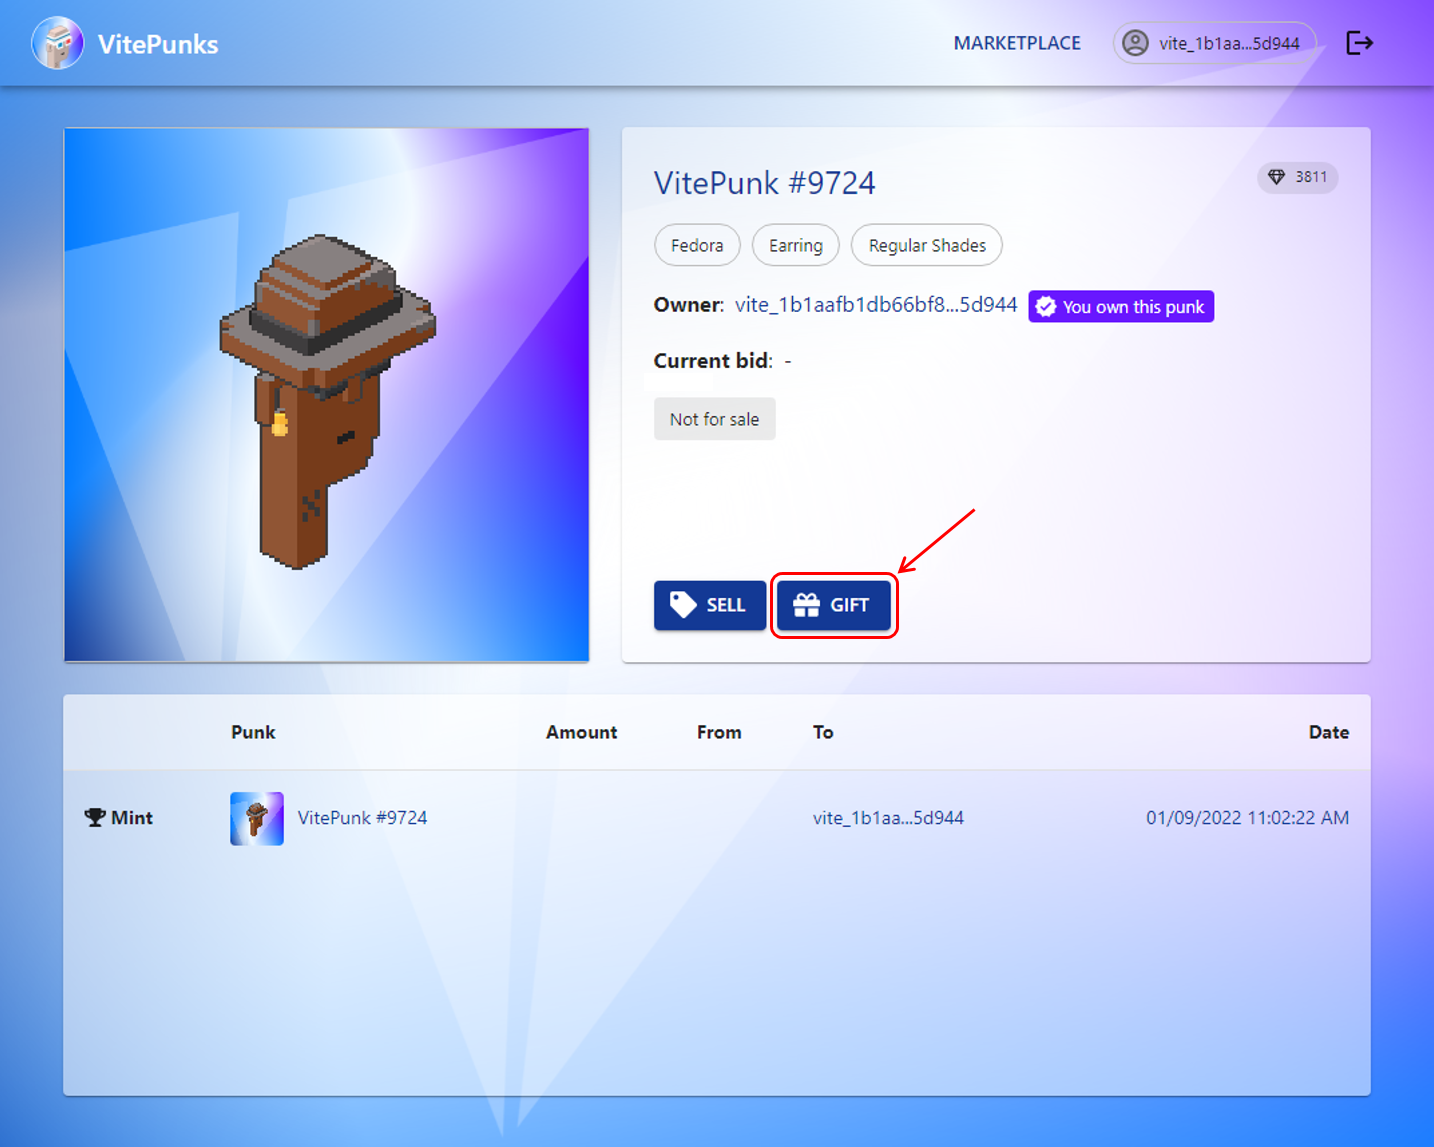 VitePunks
MARKETPLACE
vite_1b1aa...5d944
VitePunk #9724
3811
Fedora
Earring
Regular Shades
Owner: vite_1b1aafb1db66bf8...5d944
You own this punk
Current bid: -
Not for sale
SELL
GIFT
Punk Amount From To Date
Mint VitePunk #9724 vite_1b1aa...5d944 01/09/2022 11:02:22 AM